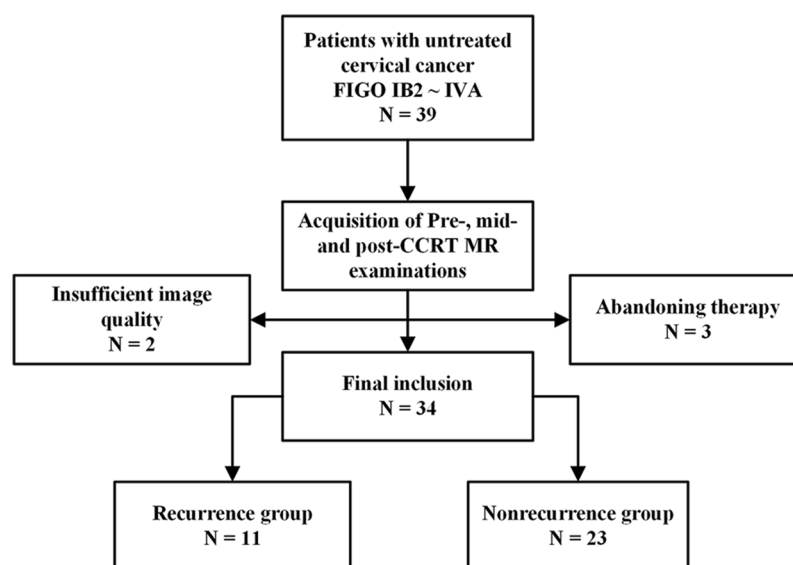 Patients with untreated
cervical cancer
FIGO IB2 ~ IVA
N = 39
Acquisition of Pre-, mid-
and post-CCRT MR
examinations
Insufficient image
quality
N = 2
Abandoning therapy
N = 3
Final inclusion
N = 34
Recurrence group
N = 11
Nonrecurrence group
N = 23